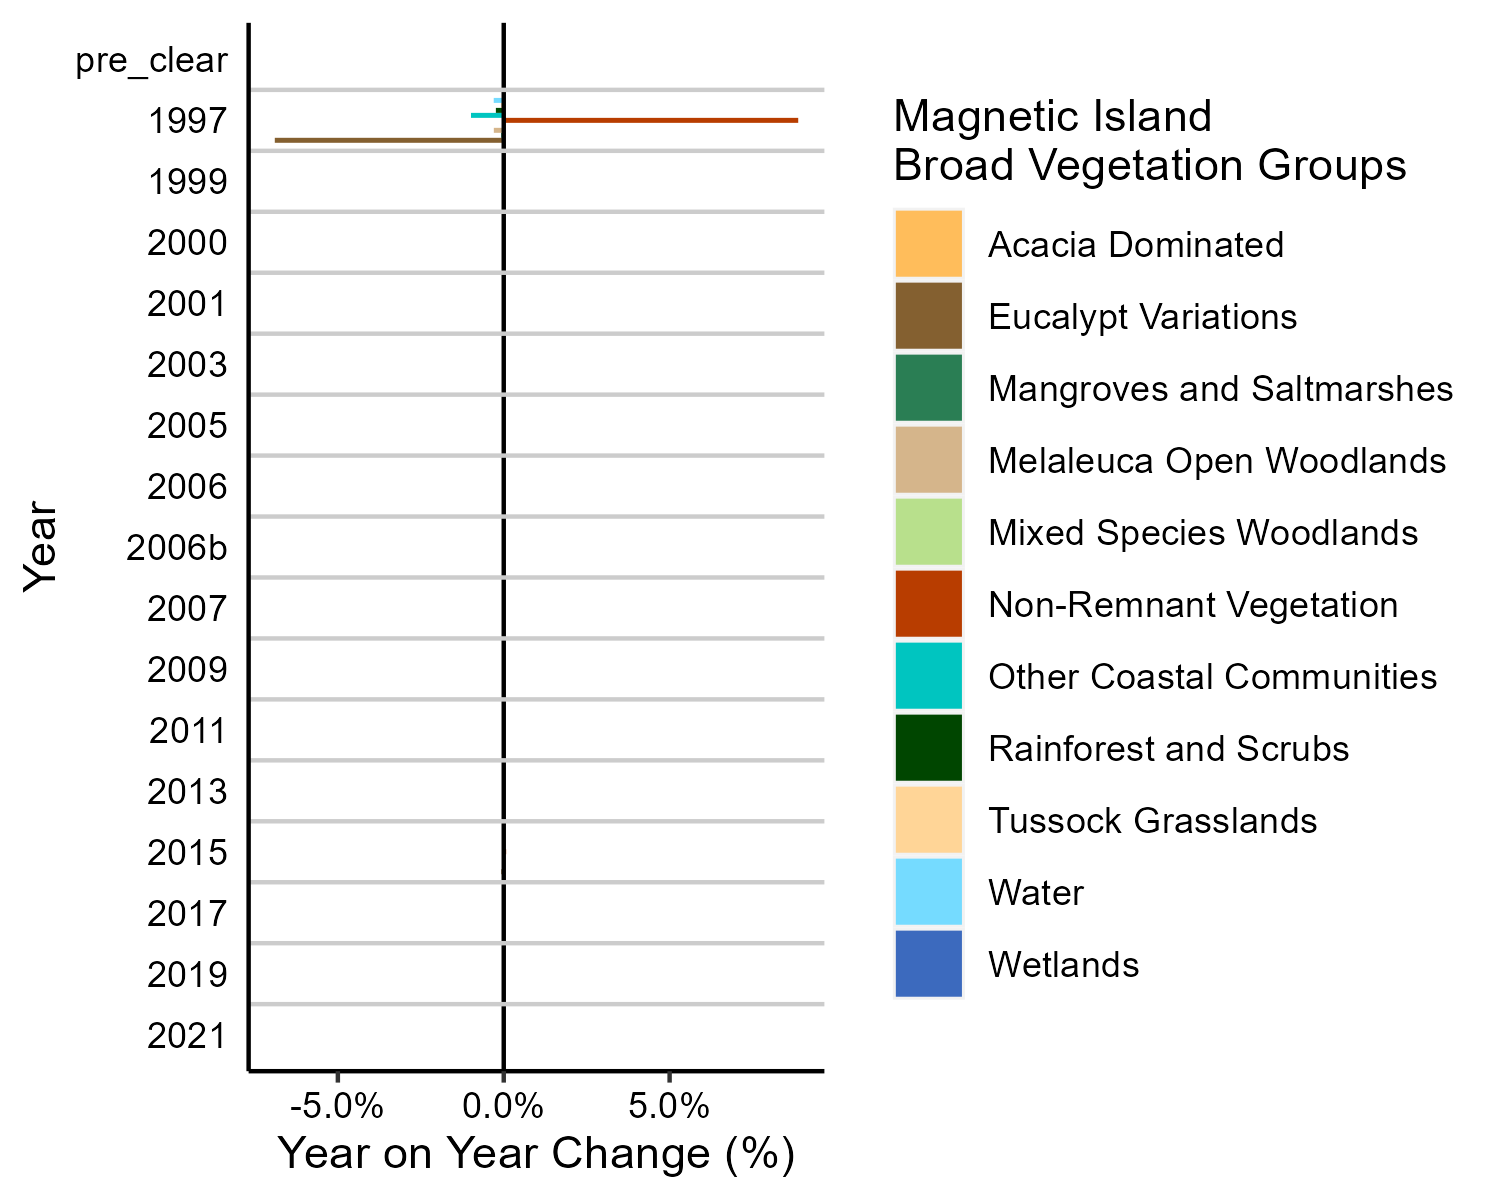 pre_clear
1997
1999
2000
2001
2003
2005
2006
2006b
2007
2009
2011
2013
2015
2017
2019
2021
Year
-5.0% 0.0% 5.0%
Year on Year Change (%)
Magnetic Island
Broad Vegetation Groups
Acacia Dominated
Eucalypt Variations
Mangroves and Saltmarshes
Melaleuca Open Woodlands
Mixed Species Woodlands
Non-Remnant Vegetation
Other Coastal Communities
Rainforest and Scrubs
Tussock Grasslands
Water
Wetlands